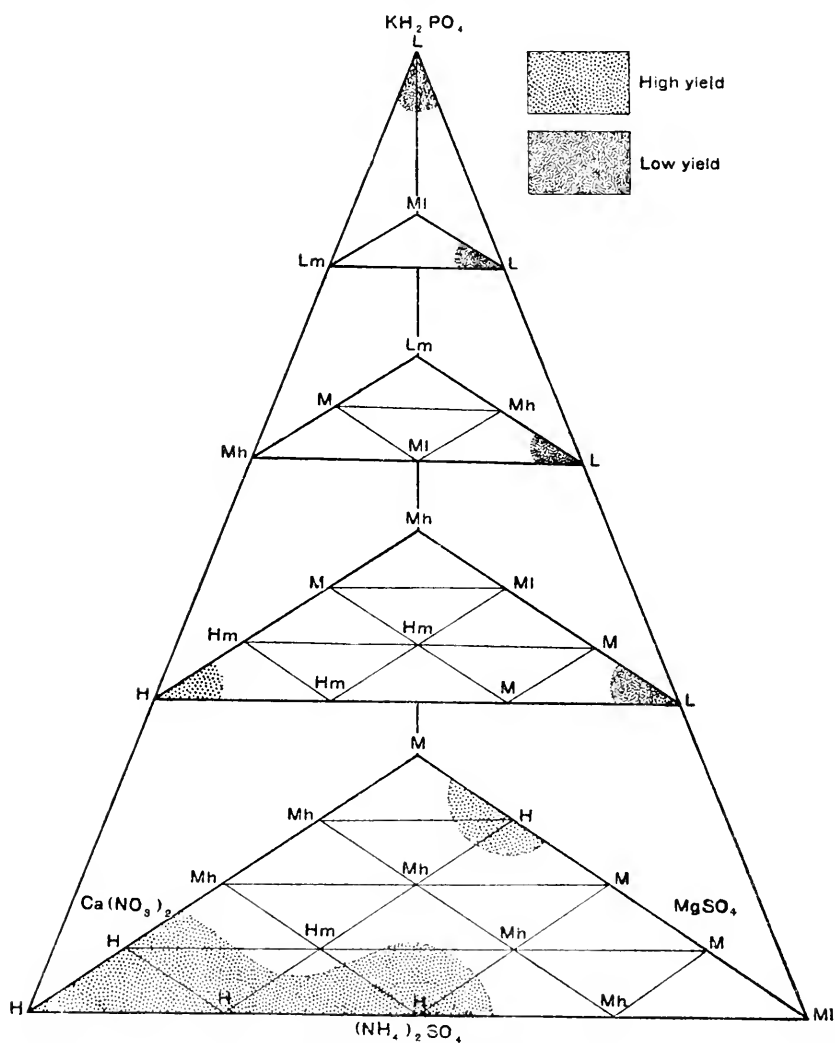 KH₂PO₄
L
High yield
Low yield
Ml
Lm L
Lm
M Mh
Mh Ml L
Mh
M Ml
Hm Hm M
H Hm M L
M
Mh H
Mh Mh M
Ca(NO₃)₂ MgSO₄
H Hm Mh M
H H H Mh Ml
(NH₄)₂SO₄